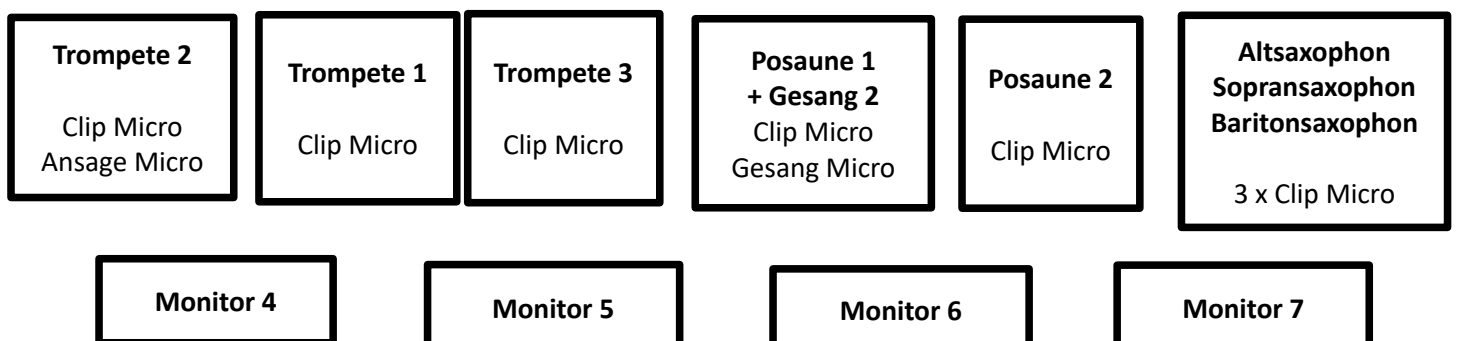 Trompete 2
Clip Micro
Ansage Micro
Trompete 1
Clip Micro
Trompete 3
Clip Micro
Posaune 1
+ Gesang 2
Clip Micro
Gesang Micro
Posaune 2
Clip Micro
Altsaxophon
Sopransaxophon
Baritonsaxophon
3 x Clip Micro
Monitor 4
Monitor 5
Monitor 6
Monitor 7